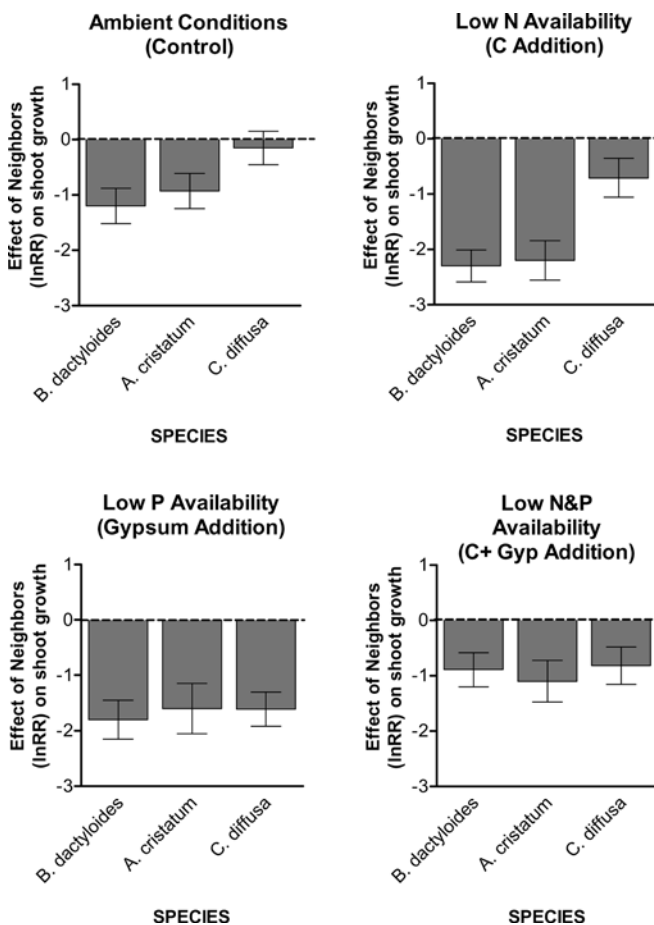 Ambient Conditions
(Control)
Effect of Neighbors
(lnRR) on shoot growth
1
0
-1
-2
-3
B. dactyloides
A. cristatum
C. diffusa
SPECIES
Low N Availability
(C Addition)
Effect of Neighbors
(lnRR) on shoot growth
1
0
-1
-2
-3
B. dactyloides
A. cristatum
C. diffusa
SPECIES
Low P Availability
(Gypsum Addition)
Effect of Neighbors
(lnRR) on shoot growth
1
0
-1
-2
-3
B. dactyloides
A. cristatum
C. diffusa
SPECIES
Low N&P
Availability
(C+ Gyp Addition)
Effect of Neighbors
(lnRR) on shoot growth
1
0
-1
-2
-3
B. dactyloides
A. cristatum
C. diffusa
SPECIES